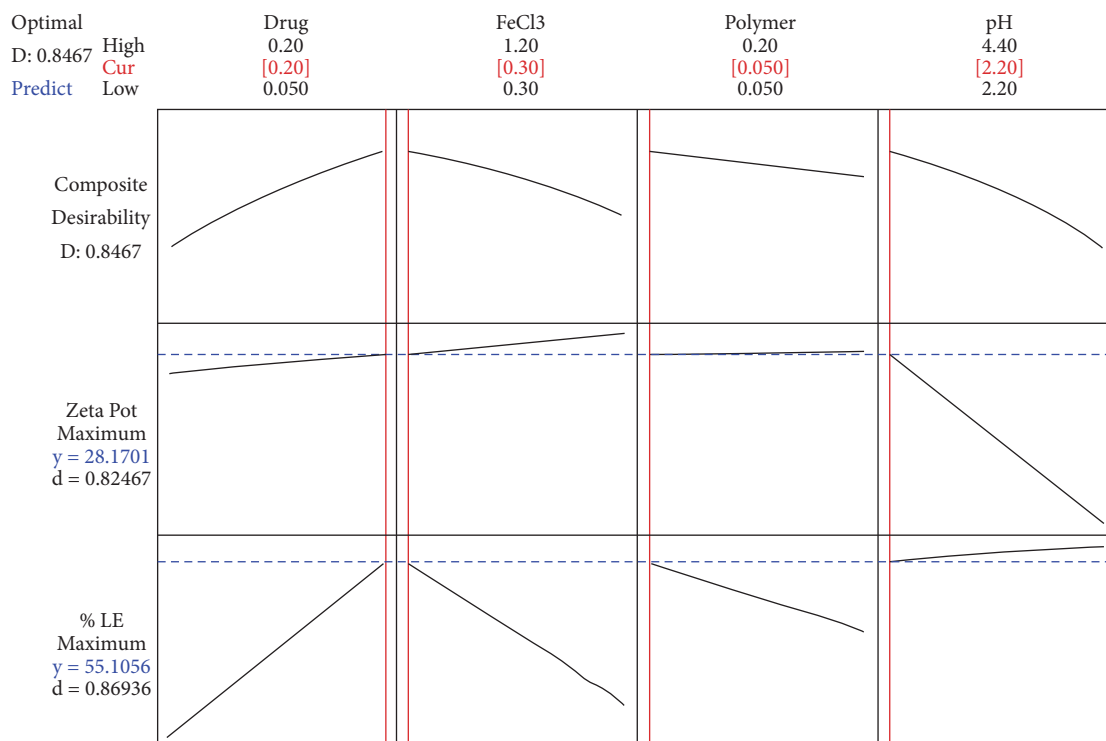 Optimal Drug FeCl3 Polymer pH
D: 0.8467 High 0.20 1.20 0.20 4.40
Cur [0.20] [0.30] [0.050] [2.20]
Predict Low 0.050 0.30 0.050 2.20
Composite
Desirability
D: 0.8467
Zeta Pot
Maximum
y = 28.1701
d = 0.82467
% LE
Maximum
y = 55.1056
d = 0.86936